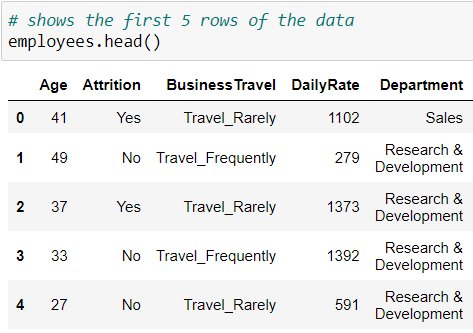 # shows the first 5 rows of the data
employees.head()
Age Attrition BusinessTravel DailyRate Department
0 41 Yes Travel_Rarely 1102 Sales
1 49 No Travel_Frequently 279 Research &
Development
2 37 Yes Travel_Rarely 1373 Research &
Development
3 33 No Travel_Frequently 1392 Research &
Development
4 27 No Travel_Rarely 591 Research &
Development